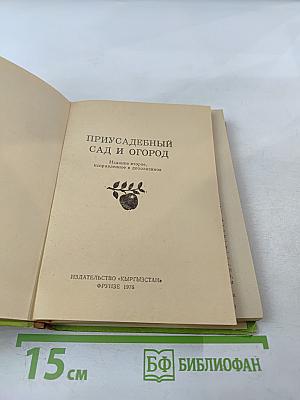 ПРИУСАДЕБНЫЙ
САД И ОГОРОД
Издание второе,
исправленное и дополненное
ИЗДАТЕЛЬСТВО «КЫРГЫЗСТАН»
ФРУНЗЕ 1976
15 см
БФ БИБЛИОФАН